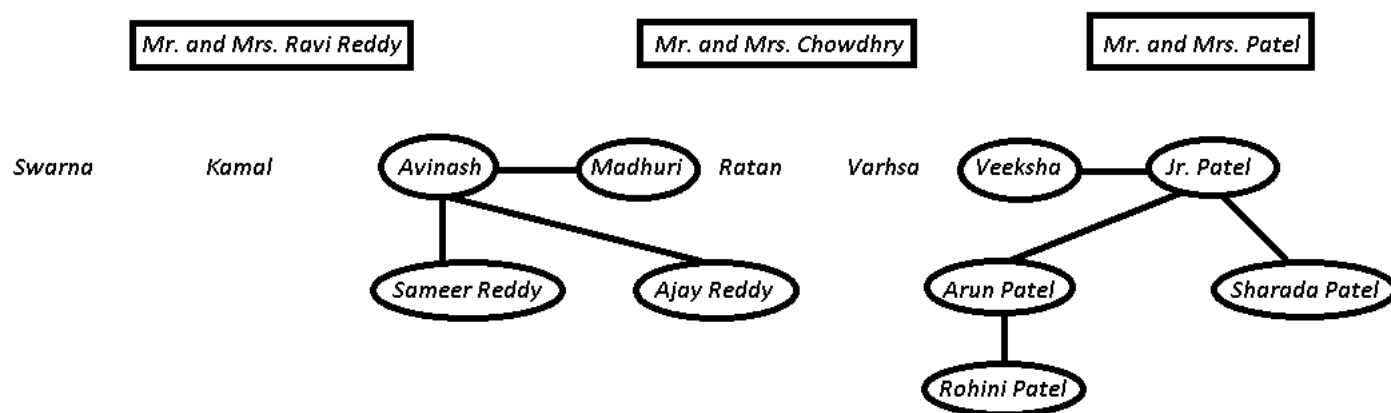 Mr. and Mrs. Ravi Reddy Mr. and Mrs. Chowdhry Mr. and Mrs. Patel
Swarna Kamal Avinash Madhuri Ratan Varhsa Veeksha Jr. Patel
Sameer Reddy Ajay Reddy Arun Patel Sharada Patel
Rohini Patel